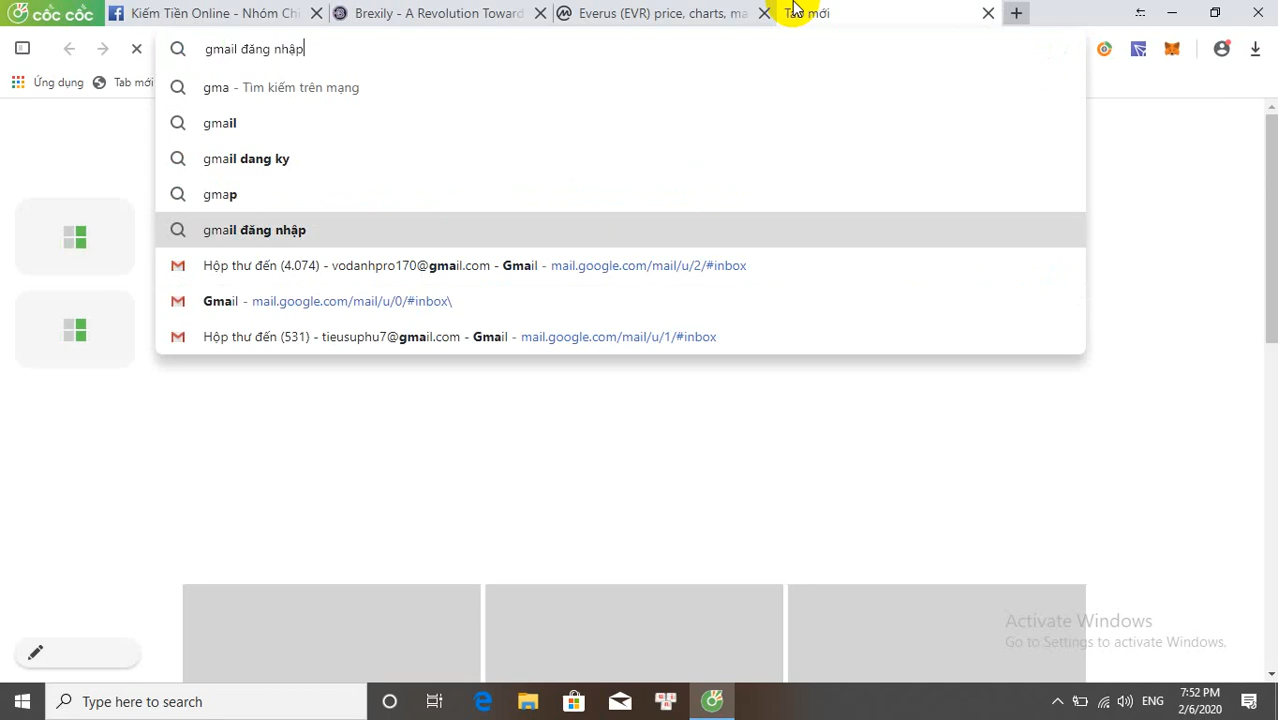 cốc cốc
Kiếm Tiền Online - Nhóm Ch
Brexily - A Revolution Toward
Everus (EVR) price, charts, ma
mới
gmail đăng nhập
Ứng dụng
Tab mới
gma - Tìm kiếm trên mạng
gmail
gmail dang ky
gmap
gmail đăng nhập
Hộp thư đến (4.074) - vodanhpro170@gmail.com - Gmail - mail.google.com/mail/u/2/#inbox
Gmail - mail.google.com/mail/u/0/#inbox\
Hộp thư đến (531) - tieusuphu7@gmail.com - Gmail - mail.google.com/mail/u/1/#inbox
Activate Windows
Go to Settings to activate Windows.
Type here to search
ENG
7:52 PM
2/6/2020